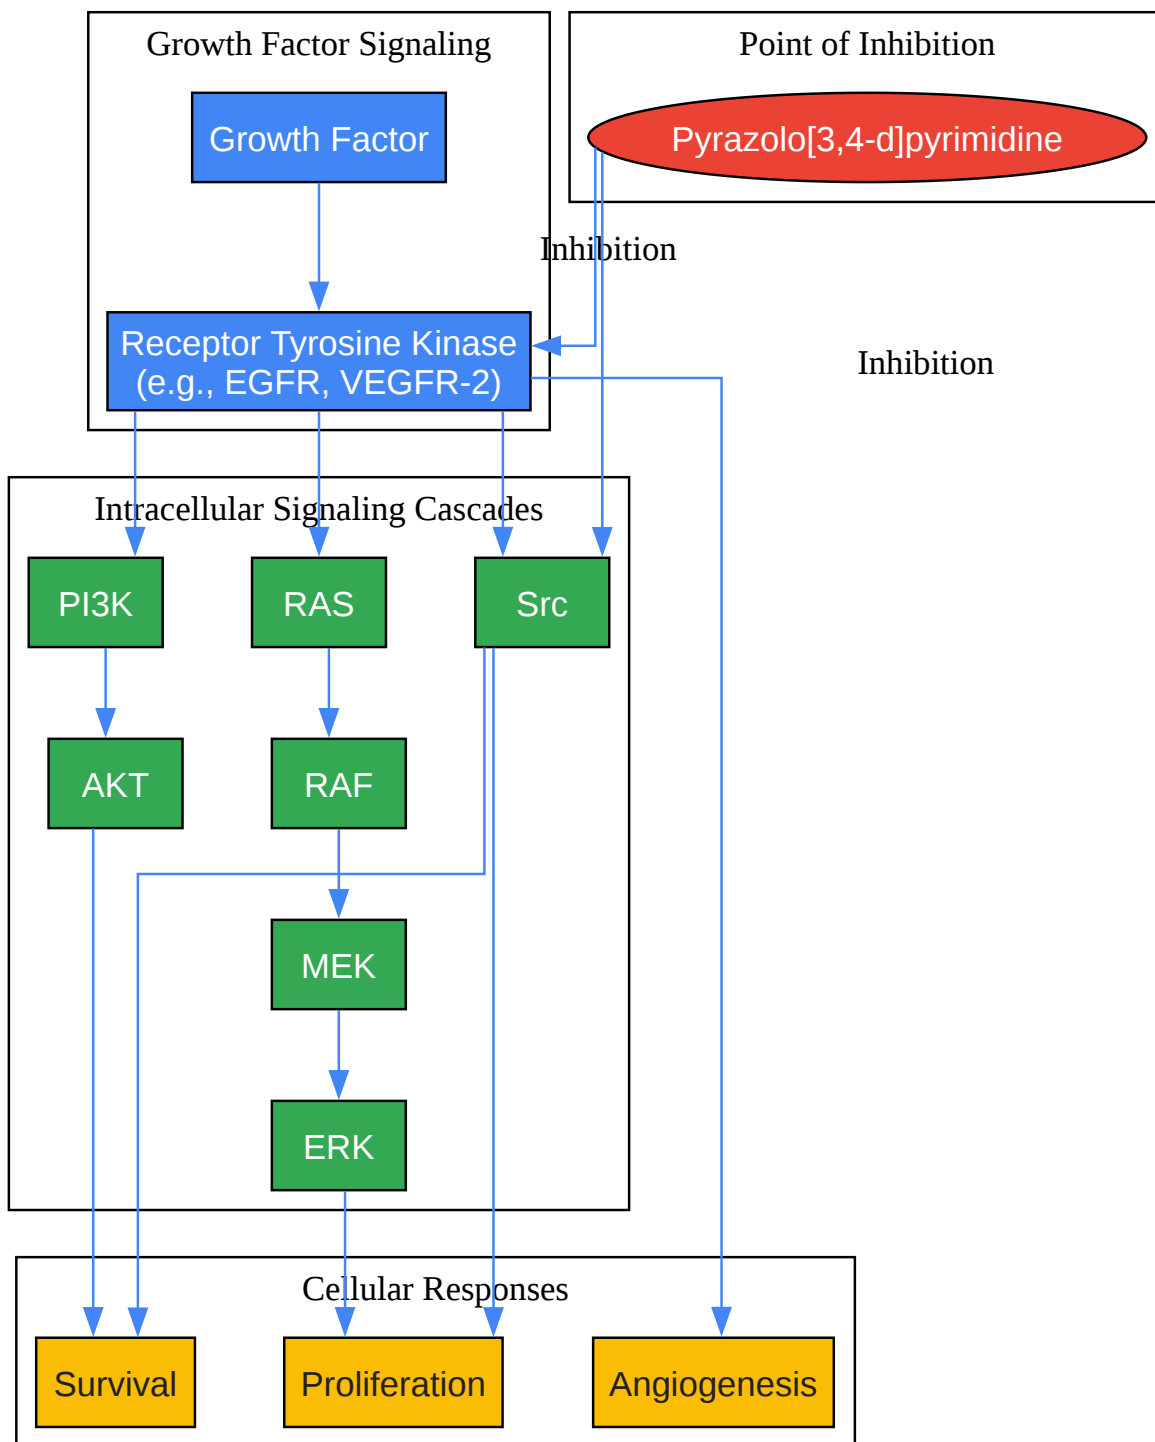 Growth Factor Signaling
Point of Inhibition
Growth Factor
Pyrazolo[3,4-d]pyrimidine
Inhibition
Receptor Tyrosine Kinase
(e.g., EGFR, VEGFR-2)
Inhibition
Intracellular Signaling Cascades
PI3K
RAS
Src
AKT
RAF
MEK
ERK
Cellular Responses
Survival
Proliferation
Angiogenesis